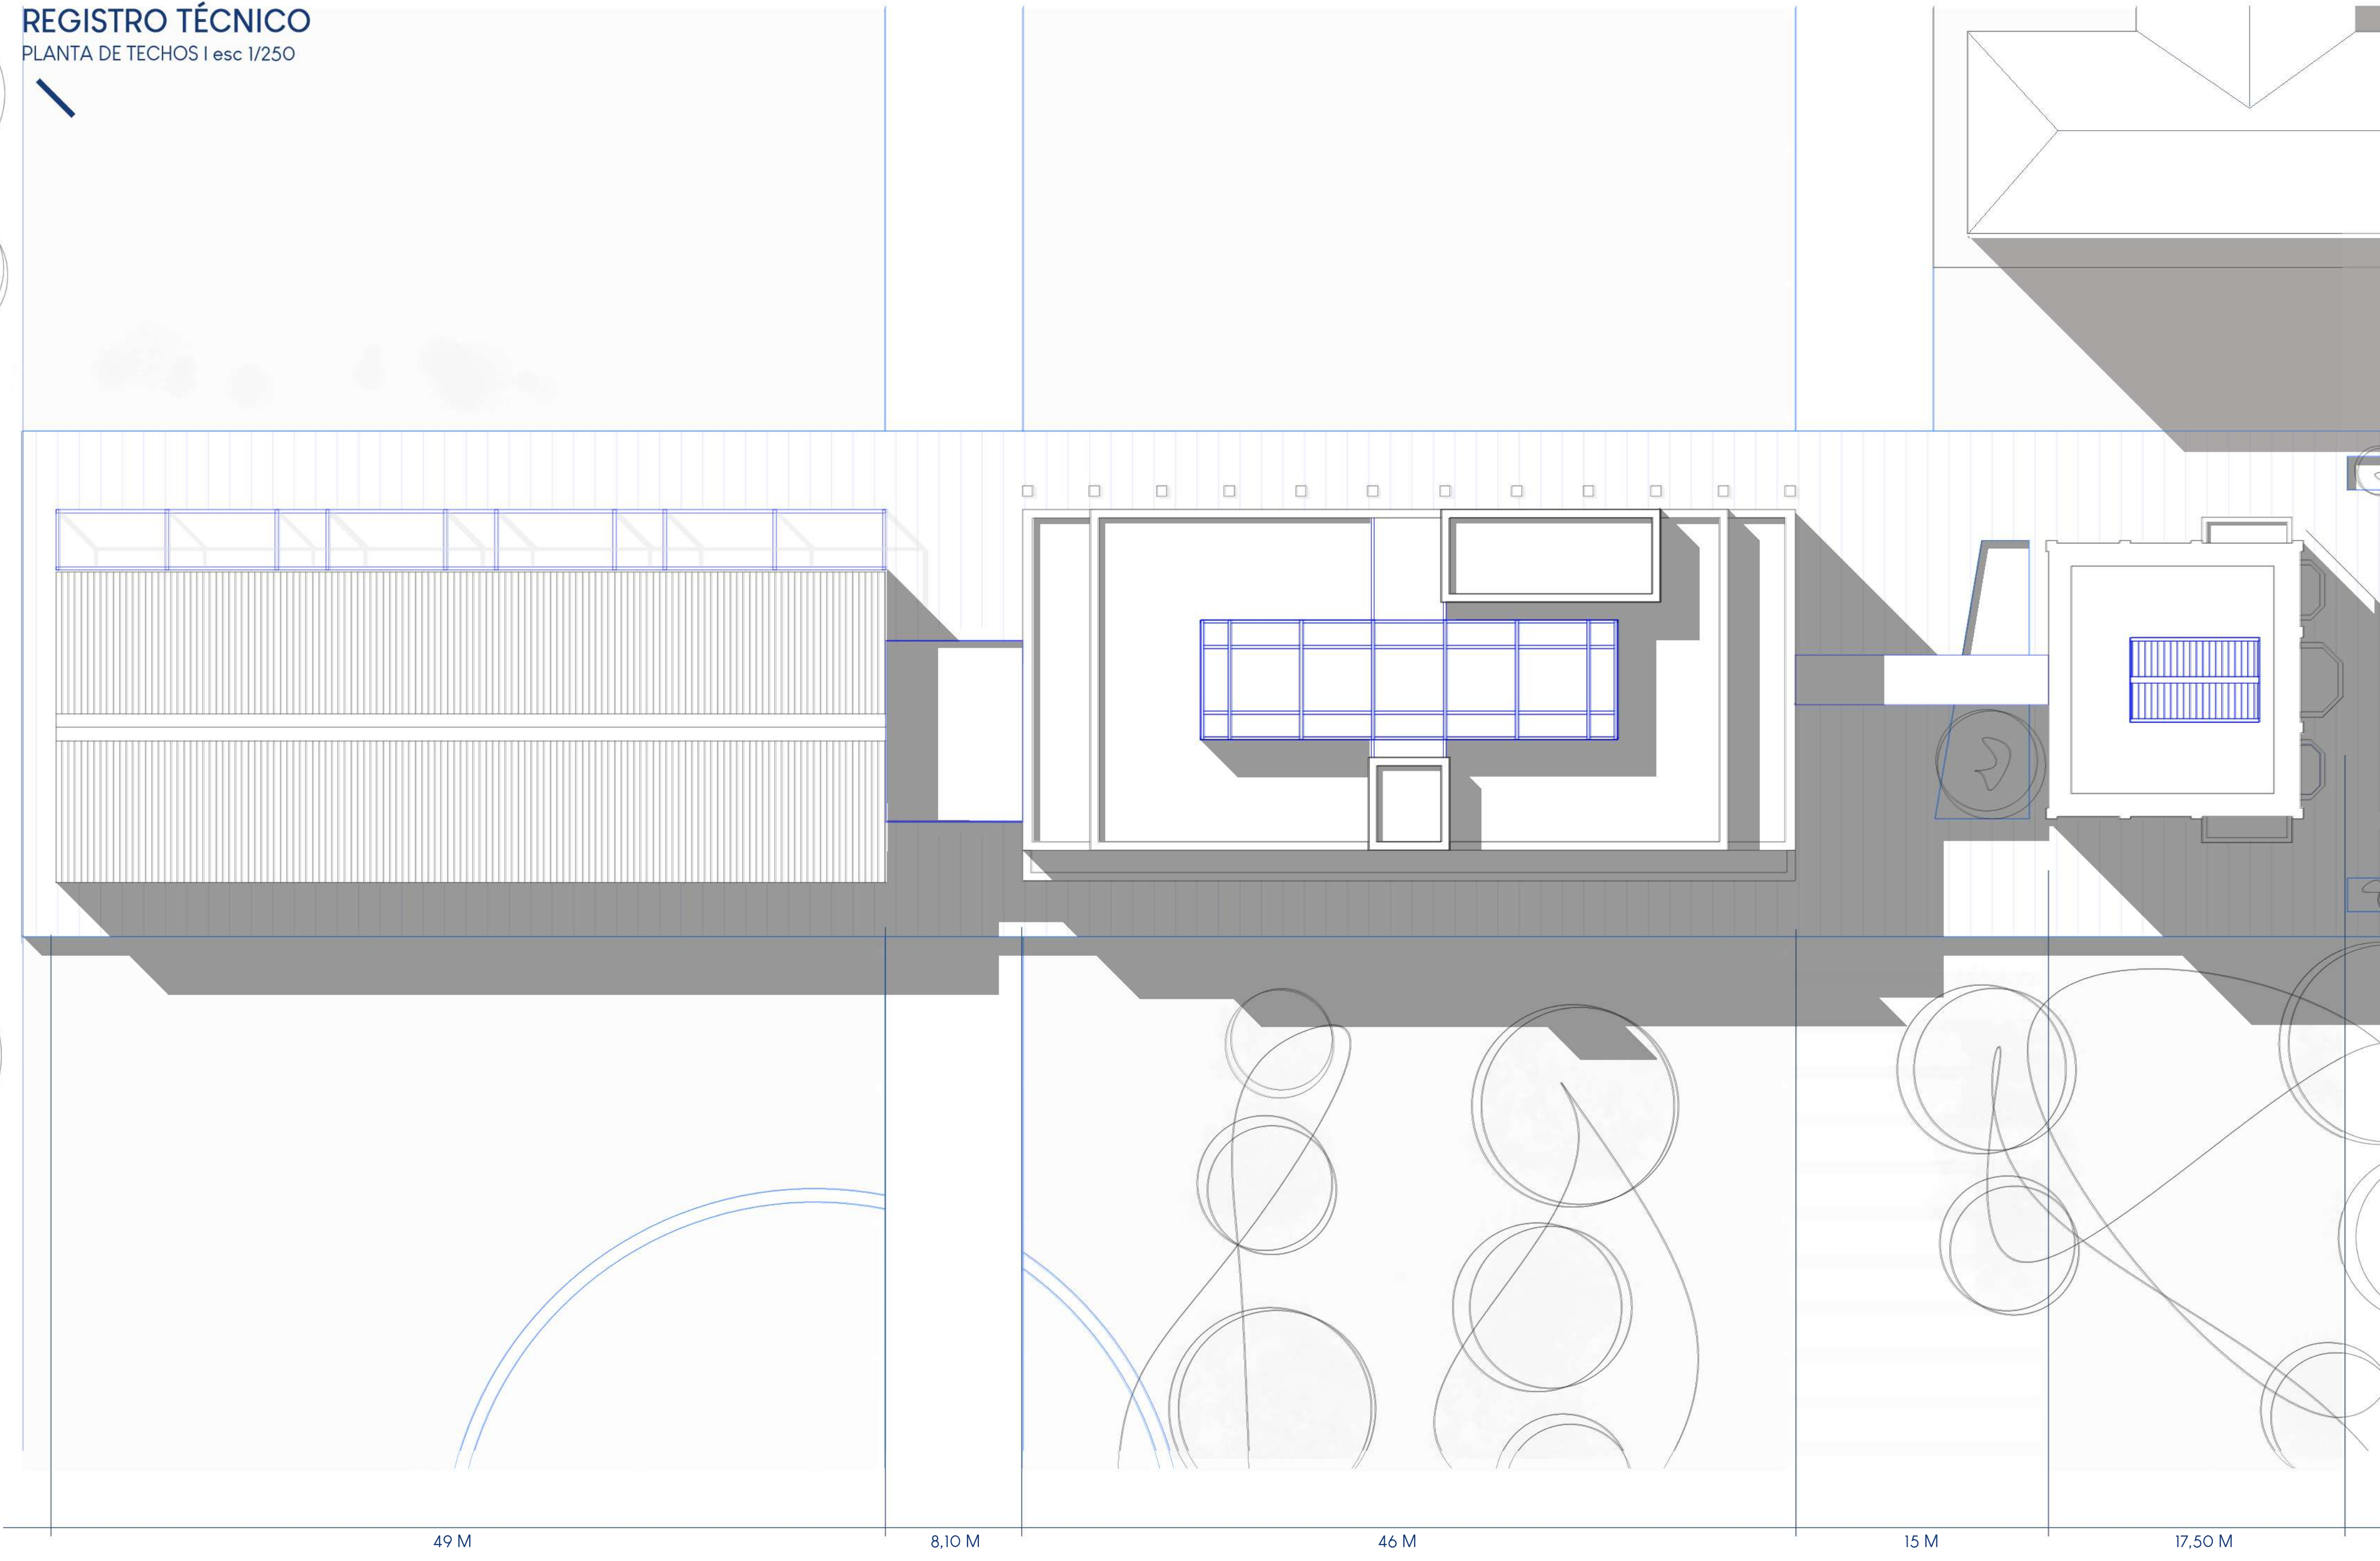 REGISTRO TÉCNICO
PLANTA DE TECHOS I esc 1/250
49 M
8,10 M
46 M
15 M
17,50 M